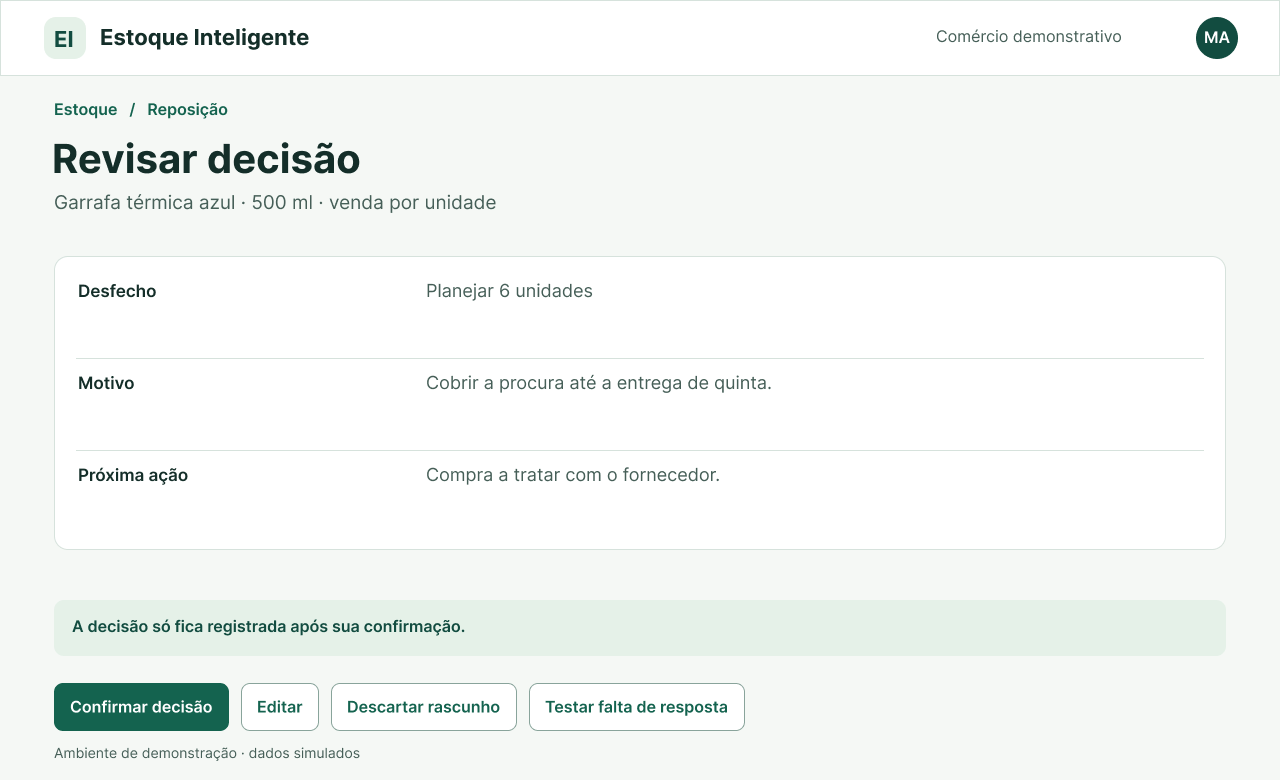 EI Estoque Inteligente Comércio demonstrativo MA
Estoque / Reposição
Revisar decisão
Garrafa térmica azul · 500 ml · venda por unidade
Desfecho Planejar 6 unidades
Motivo Cobrir a procura até a entrega de quinta.
Próxima ação Compra a tratar com o fornecedor.
A decisão só fica registrada após sua confirmação.
Confirmar decisão Editar Descartar rascunho Testar falta de resposta
Ambiente de demonstração · dados simulados